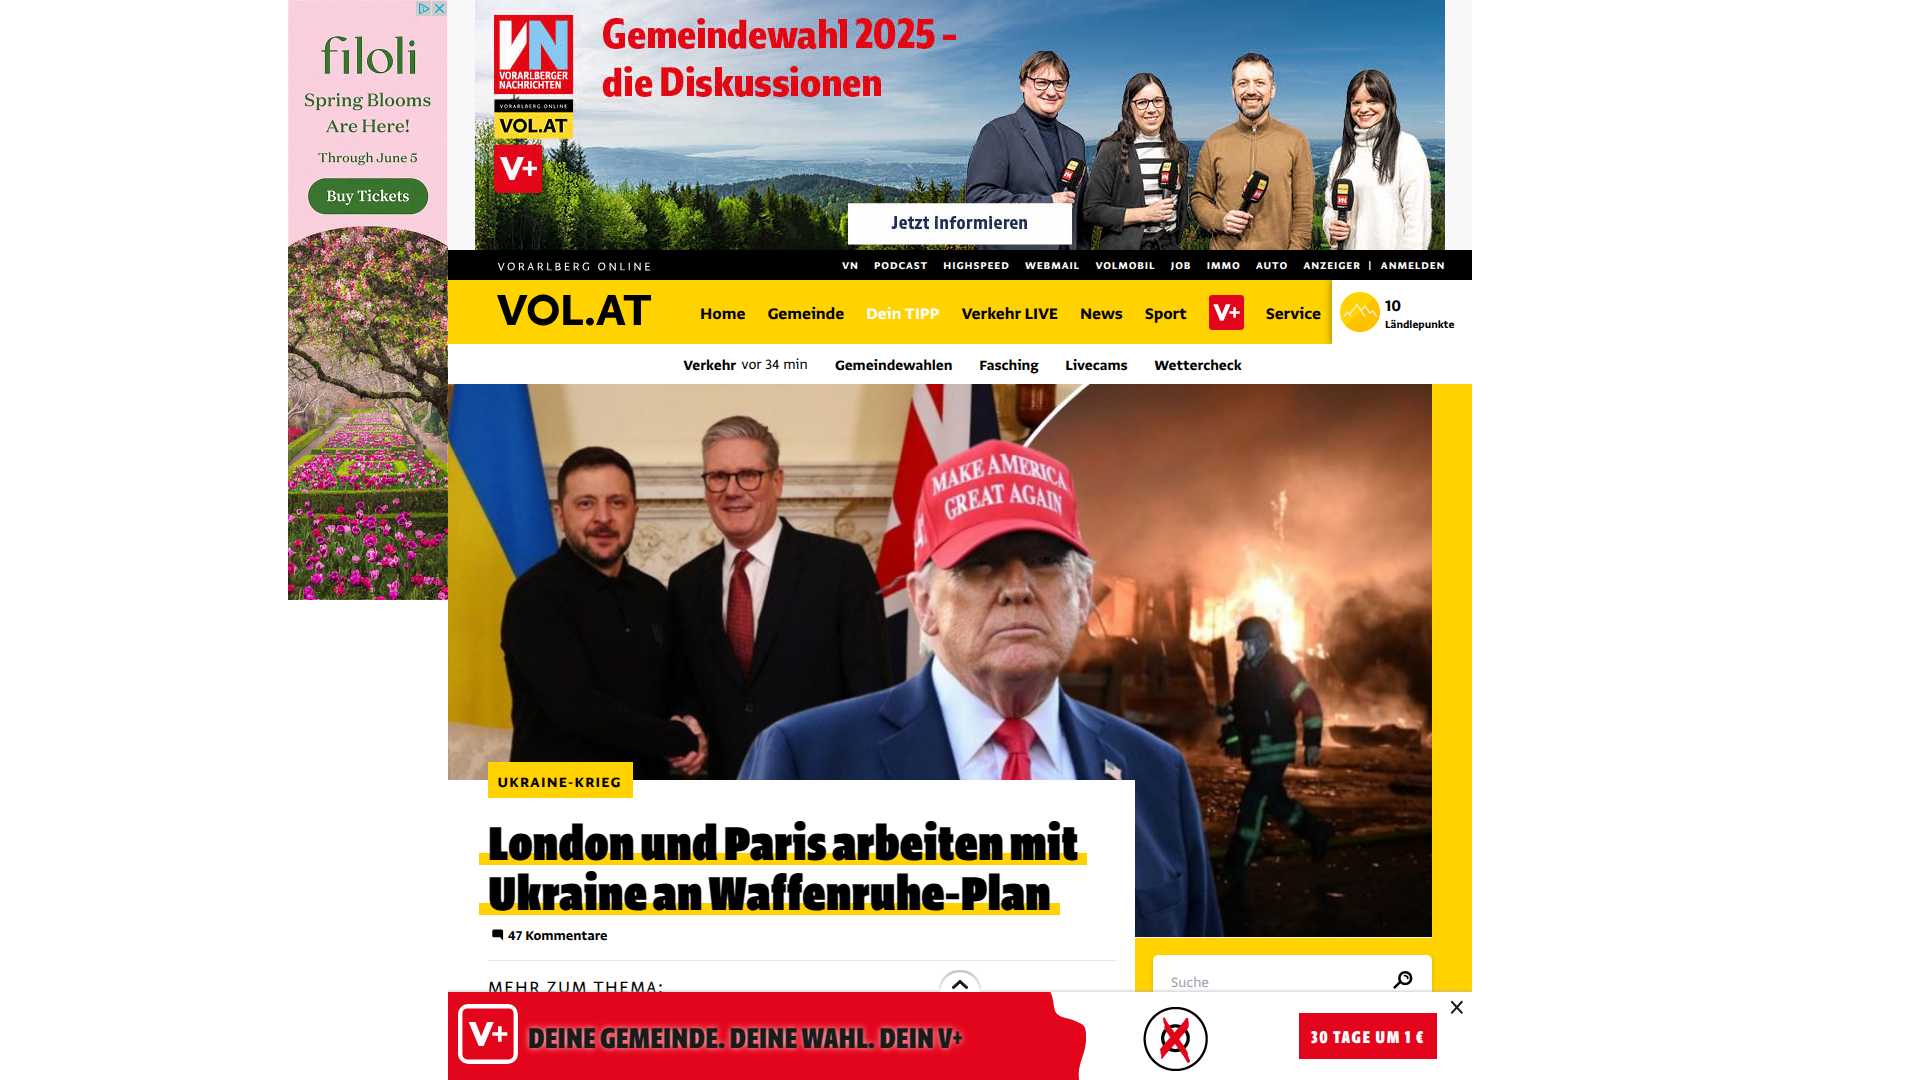 filoli
Spring Blooms
Are Here!
Through June 5
Buy Tickets
VN
VORARLBERGER
NACHRICHTEN
VORARLBERG ONLINE
VOL.AT
V+
Gemeindewahl 2025 –
die Diskussionen
Jetzt informieren
VORARLBERG ONLINE
VN PODCAST HIGHSPEED WEBMAIL VOLMOBIL JOB IMMO AUTO ANZEIGER | ANMELDEN
VOL.AT
Home Gemeinde Dein TIPP Verkehr LIVE News Sport V+ Service
10
Ländlepunkte
Verkehr vor 34 min Gemeindewahlen Fasching Livecams Wettercheck
MAKE AMERICA
GREAT AGAIN
UKRAINE-KRIEG
London und Paris arbeiten mit
Ukraine an Waffenruhe-Plan
47 Kommentare
MEHR ZUM THEMA:
Suche
V+ DEINE GEMEINDE. DEINE WAHL. DEIN V+
30 TAGE UM 1 €